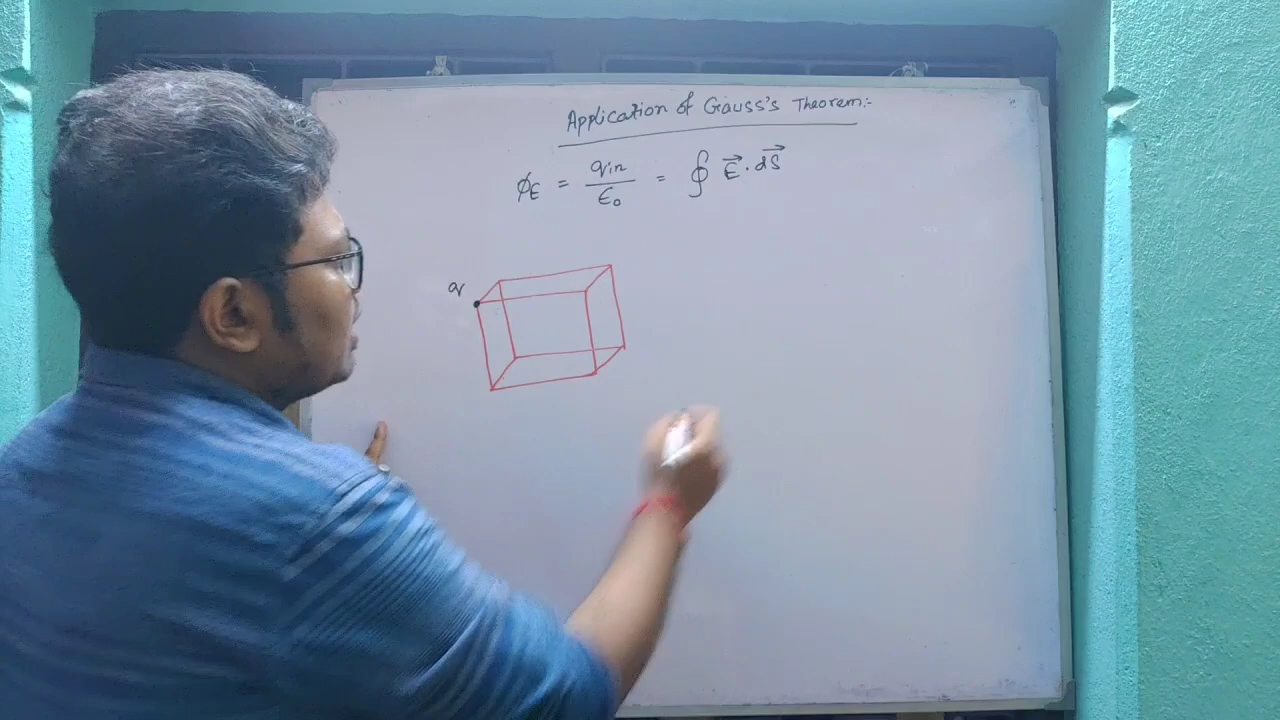 Application of Gauss's Theorem:-
ϕE = qin / ϵ0 = ∮ E⃗ . dS⃗
q